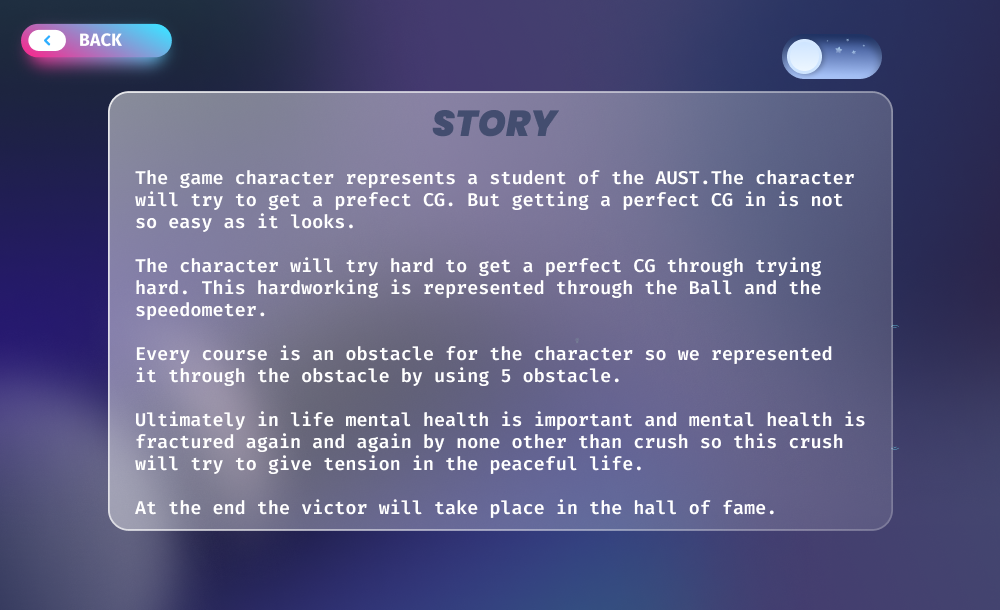 BACK
STORY
The game character represents a student of the AUST.The character
will try to get a prefect CG. But getting a perfect CG in is not
so easy as it looks.
The character will try hard to get a perfect CG through trying
hard. This hardworking is represented through the Ball and the
speedometer.
Every course is an obstacle for the character so we represented
it through the obstacle by using 5 obstacle.
Ultimately in life mental health is important and mental health is
fractured again and again by none other than crush so this crush
will try to give tension in the peaceful life.
At the end the victor will take place in the hall of fame.